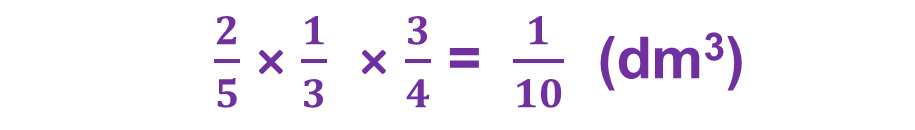 2/5 × 1/3 × 3/4 = 1/10 (dm³)